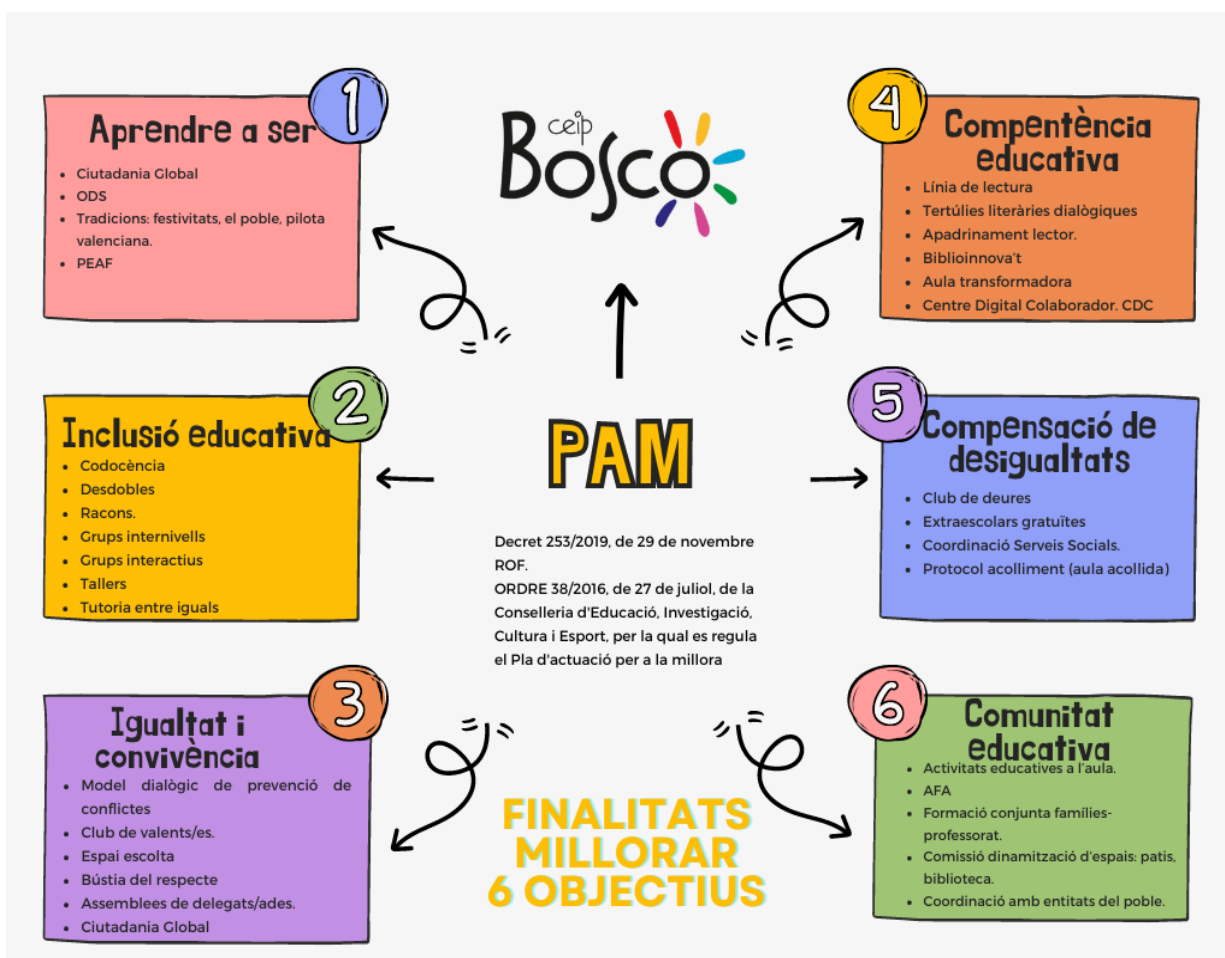 1
Aprendre a ser
• Ciutadania Global
• ODS
• Tradicions: festivitats, el poble, pilota
valenciana.
• PEAF
ceip
Bosco
4
Compentència
educativa
• Línia de lectura
• Tertúlies literàries dialògiques
• Apadrinament lector.
• Biblioinnova't
• Aula transformadora
• Centre Digital Colaborador. CDC
2
Inclusió educativa
• Codocència
• Desdobles
• Racons.
• Grups internivells
• Grups interactius
• Tallers
• Tutoria entre iguals
PAM
Decret 253/2019, de 29 de novembre
ROF.
ORDRE 38/2016, de 27 de juliol, de la
Conselleria d'Educació, Investigació,
Cultura i Esport, per la qual es regula
el Pla d'actuació per a la millora
5
Compensació de
desigualtats
• Club de deures
• Extraescolars gratuïtes
• Coordinació Serveis Socials.
• Protocol acolliment (aula acollida)
3
Igualtat i
convivència
• Model dialògic de prevenció de
conflictes
• Club de valents/es.
• Espai escolta
• Bústia del respecte
• Assemblees de delegats/ades.
• Ciutadania Global
FINALITATS
MILLORAR
6 OBJECTIUS
6
Comunitat
educativa
• Activitats educatives a l'aula.
• AFA
• Formació conjunta famílies-
professorat.
• Comissió dinamització d'espais: patis,
biblioteca.
• Coordinació amb entitats del poble.